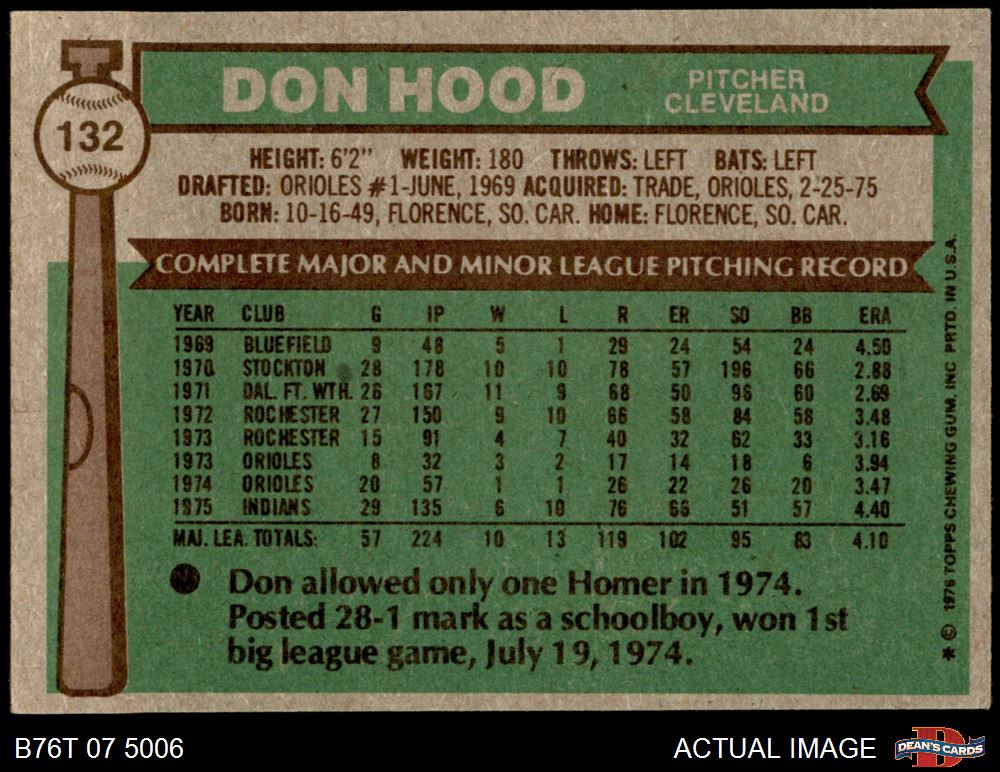 DON HOOD
PITCHER
CLEVELAND
132
HEIGHT: 6'2" WEIGHT: 180 THROWS: LEFT BATS: LEFT
DRAFTED: ORIOLES #1-JUNE, 1969 ACQUIRED: TRADE, ORIOLES, 2-25-75
BORN: 10-16-49, FLORENCE, SO. CAR. HOME: FLORENCE, SO. CAR.
COMPLETE MAJOR AND MINOR LEAGUE PITCHING RECORD
YEAR CLUB G IP W L R ER SO BB ERA
1969 BLUEFIELD 9 48 5 1 29 24 54 24 4.50
1970 STOCKTON 28 178 10 10 78 57 196 66 2.88
1971 DAL. FT. WTH. 26 167 11 9 68 50 96 60 2.69
1972 ROCHESTER 27 150 9 10 66 58 84 58 3.48
1973 ROCHESTER 15 91 4 7 40 32 62 33 3.16
1973 ORIOLES 8 32 3 2 17 14 18 6 3.94
1974 ORIOLES 20 57 1 1 26 22 26 20 3.47
1975 INDIANS 29 135 6 10 76 66 51 57 4.40
MAJ. LEA. TOTALS: 57 224 10 13 119 102 95 83 4.10
Don allowed only one Homer in 1974.
Posted 28-1 mark as a schoolboy, won 1st
big league game, July 19, 1974.
* © 1976 TOPPS CHEWING GUM, INC PRTD. IN U.S.A.
B76T 07 5006
ACTUAL IMAGE
D
DEAN'S CARDS